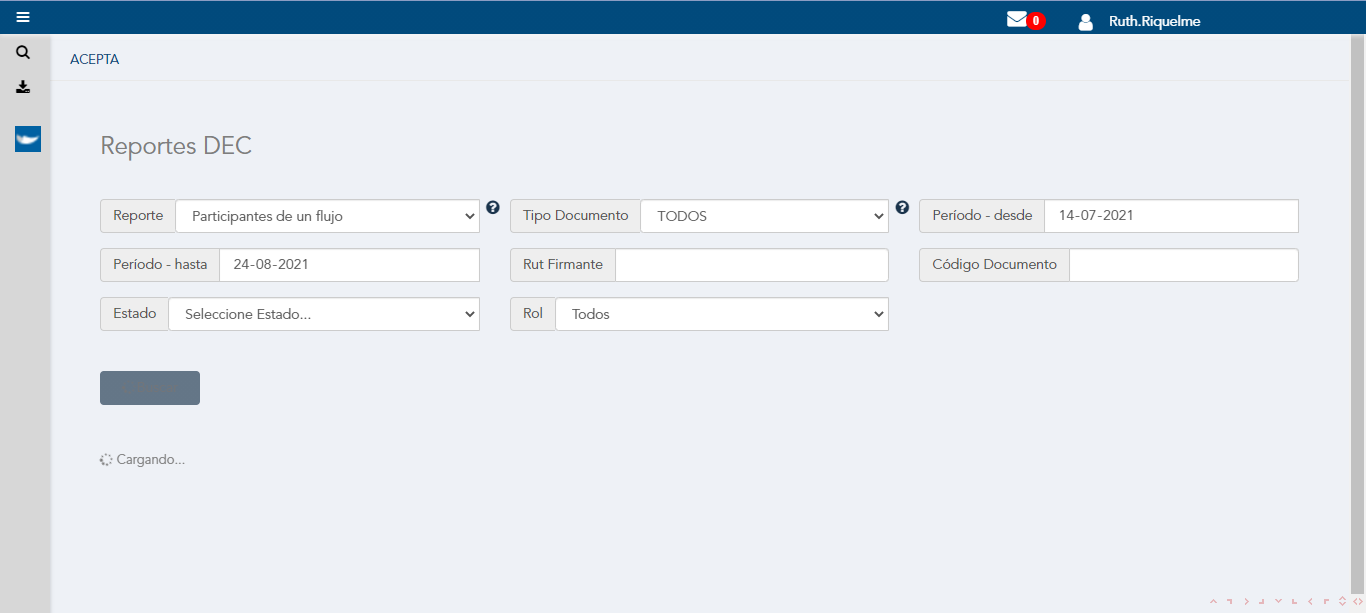 0 Ruth.Riquelme
ACEPTA
Reportes DEC
Reporte Participantes de un flujo Tipo Documento TODOS Período - desde 14-07-2021
Período - hasta 24-08-2021 Rut Firmante Código Documento
Estado Seleccione Estado... Rol Todos
Cargando...